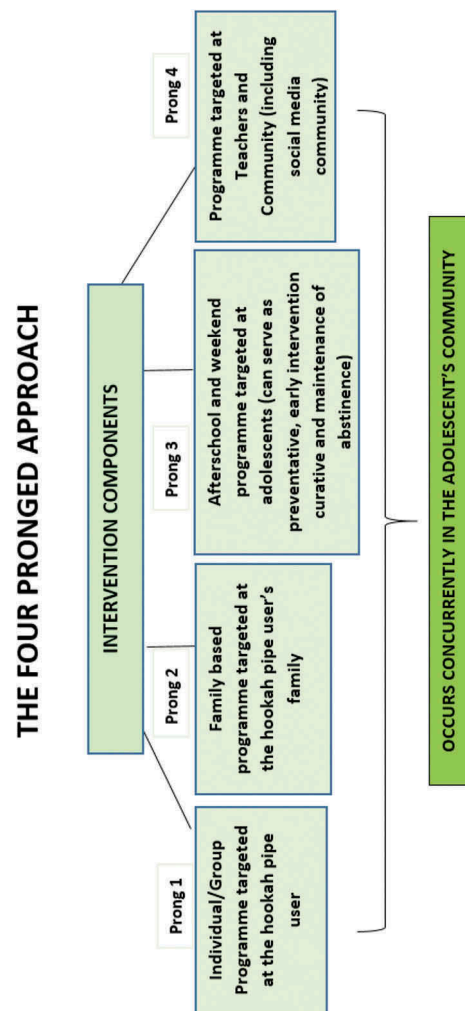 THE FOUR PRONGED APPROACH
INTERVENTION COMPONENTS
Prong 1
Individual/Group
Programme targeted
at the hookah pipe
user
Prong 2
Family based
programme targeted at
the hookah pipe user's
family
Prong 3
Afterschool and weekend
programme targeted at
adolescents (can serve as
preventative, early intervention
curative and maintenance of
abstinence)
Prong 4
Programme targeted at
Teachers and
Community (including
social media
community)
OCCURS CONCURRENTLY IN THE ADOLESCENT'S COMMUNITY